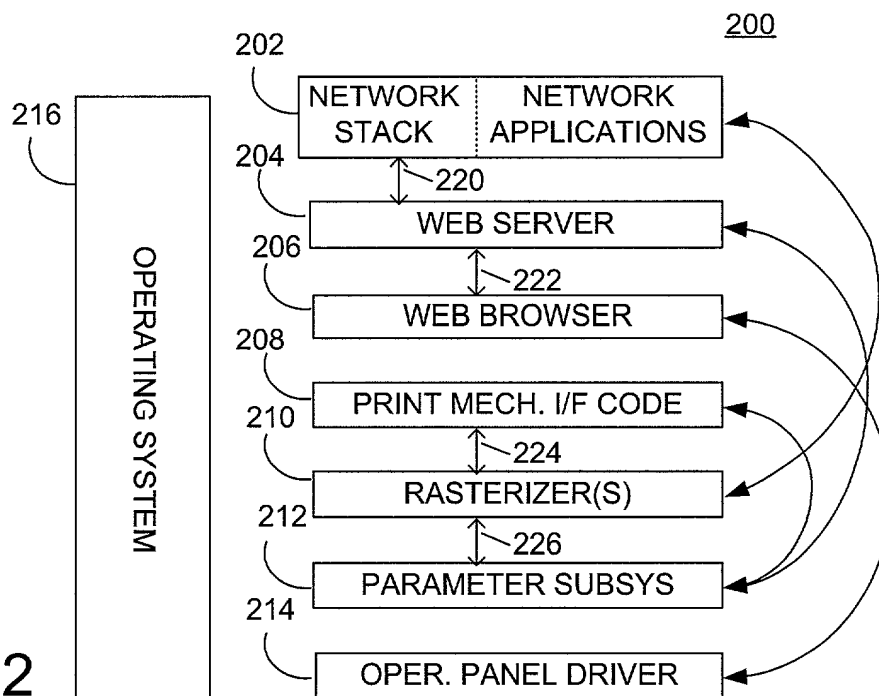 200
202
NETWORK STACK
NETWORK APPLICATIONS
216
220
204
WEB SERVER
206
222
WEB BROWSER
208
PRINT MECH. I/F CODE
210
224
RASTERIZER(S)
212
226
PARAMETER SUBSYS
214
OPER. PANEL DRIVER
OPERATING SYSTEM
2